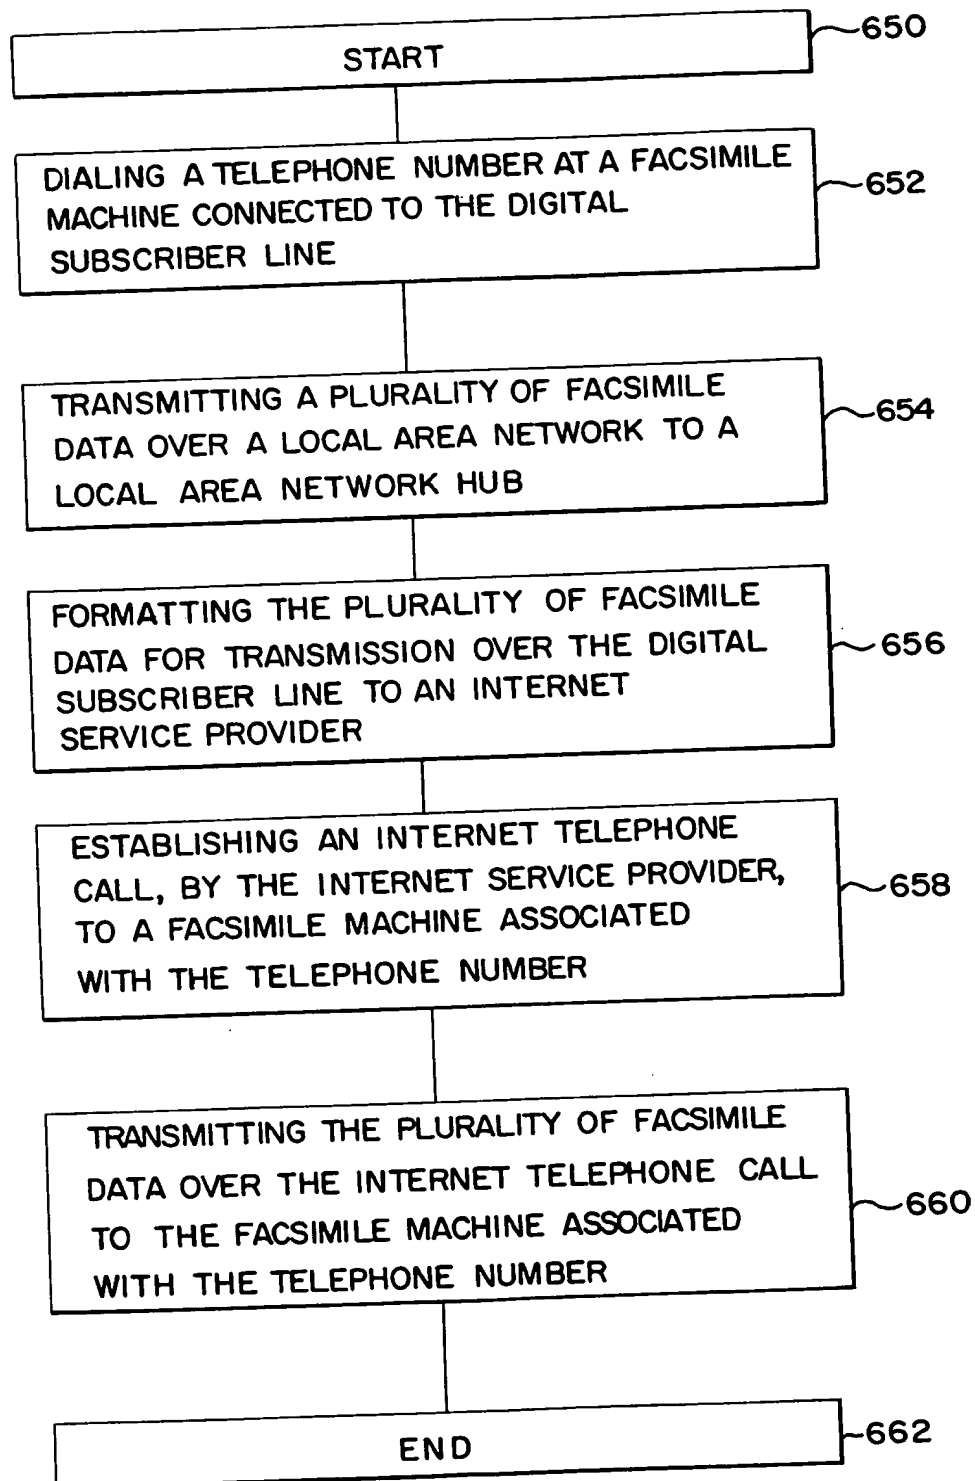 START
650
DIALING A TELEPHONE NUMBER AT A FACSIMILE
MACHINE CONNECTED TO THE DIGITAL
SUBSCRIBER LINE
652
TRANSMITTING A PLURALITY OF FACSIMILE
DATA OVER A LOCAL AREA NETWORK TO A
LOCAL AREA NETWORK HUB
654
FORMATTING THE PLURALITY OF FACSIMILE
DATA FOR TRANSMISSION OVER THE DIGITAL
SUBSCRIBER LINE TO AN INTERNET
SERVICE PROVIDER
656
ESTABLISHING AN INTERNET TELEPHONE
CALL, BY THE INTERNET SERVICE PROVIDER,
TO A FACSIMILE MACHINE ASSOCIATED
WITH THE TELEPHONE NUMBER
658
TRANSMITTING THE PLURALITY OF FACSIMILE
DATA OVER THE INTERNET TELEPHONE CALL
TO THE FACSIMILE MACHINE ASSOCIATED
WITH THE TELEPHONE NUMBER
660
END
662